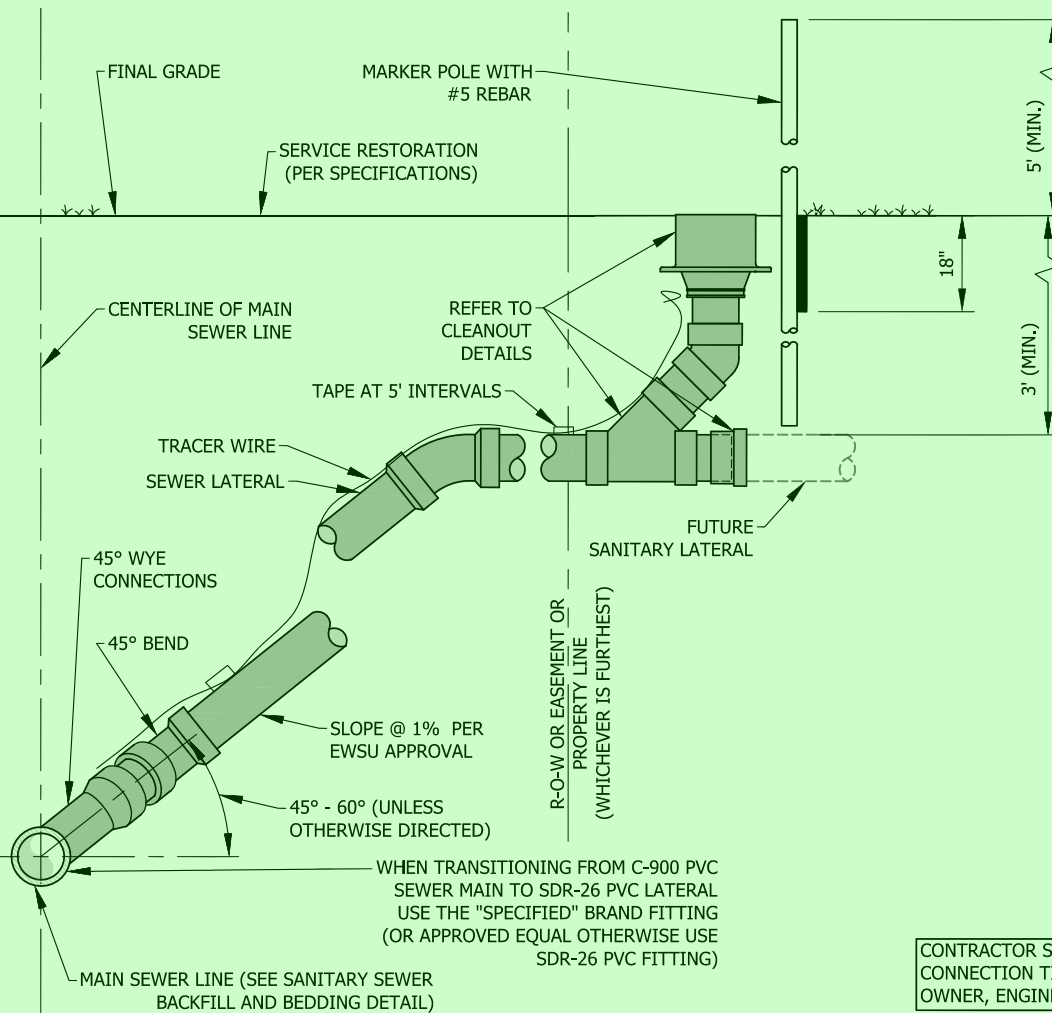 FINAL GRADE
MARKER POLE WITH
#5 REBAR
5' (MIN.)
SERVICE RESTORATION
(PER SPECIFICATIONS)
18"
3' (MIN.)
CENTERLINE OF MAIN
SEWER LINE
REFER TO
CLEANOUT
DETAILS
TAPE AT 5' INTERVALS
TRACER WIRE
SEWER LATERAL
FUTURE
SANITARY LATERAL
45° WYE
CONNECTIONS
45° BEND
R-O-W OR EASEMENT OR
PROPERTY LINE
(WHICHEVER IS FURTHEST)
SLOPE @ 1% PER
EWSU APPROVAL
45° - 60° (UNLESS
OTHERWISE DIRECTED)
WHEN TRANSITIONING FROM C-900 PVC
SEWER MAIN TO SDR-26 PVC LATERAL
USE THE "SPECIFIED" BRAND FITTING
(OR APPROVED EQUAL OTHERWISE USE
SDR-26 PVC FITTING)
MAIN SEWER LINE (SEE SANITARY SEWER
BACKFILL AND BEDDING DETAIL)
CONTRACTOR
CONNECTION
OWNER,